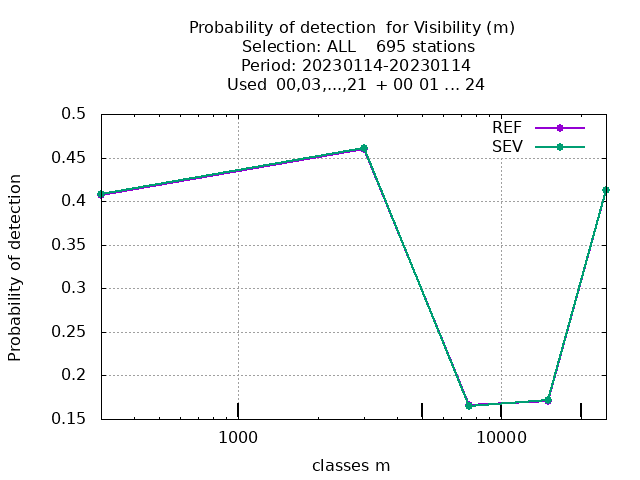 Probability of detection  for Visibility (m)
Selection: ALL    695 stations
Period: 20230114-20230114
Used  00,03,...,21  + 00 01 ... 24
REF
SEV
0.5
0.45
0.4
0.35
0.3
0.25
0.2
0.15
Probability of detection
1000
10000
classes m